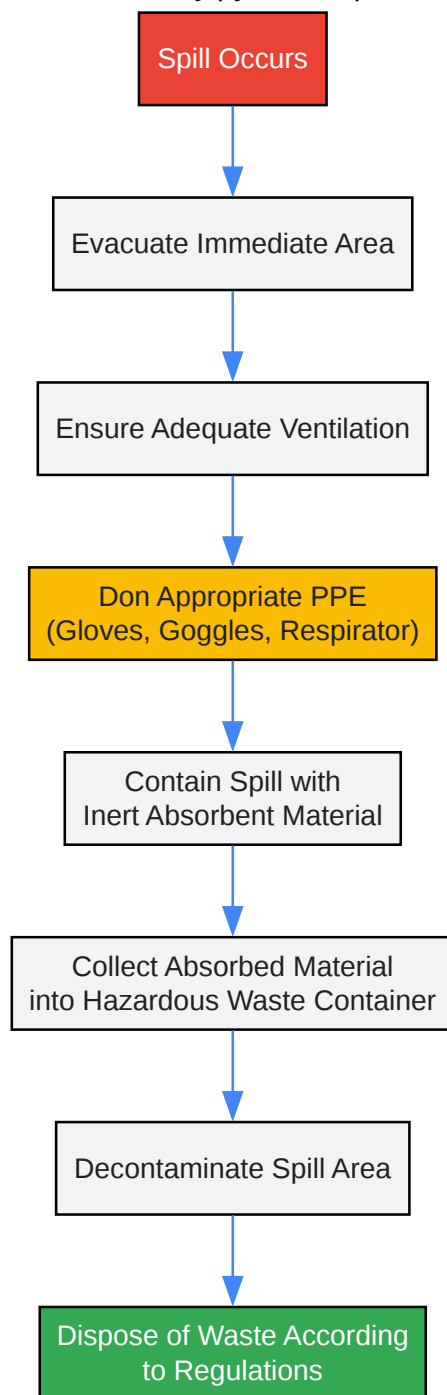 Spill Occurs
Evacuate Immediate Area
Ensure Adequate Ventilation
Don Appropriate PPE
(Gloves, Goggles, Respirator)
Contain Spill with
Inert Absorbent Material
Collect Absorbed Material
into Hazardous Waste Container
Decontaminate Spill Area
Dispose of Waste According
to Regulations